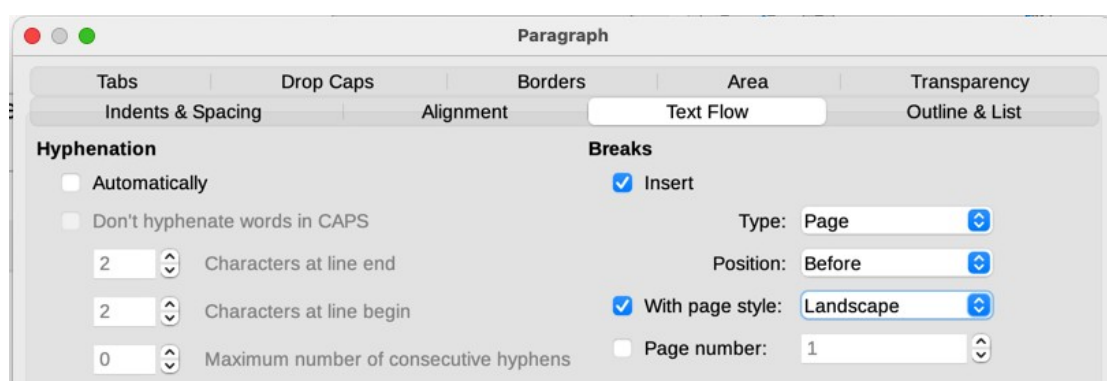 Paragraph
Tabs Drop Caps Borders Area Transparency
Indents & Spacing Alignment Text Flow Outline & List
Hyphenation
Automatically
Don't hyphenate words in CAPS
2 Characters at line end
2 Characters at line begin
0 Maximum number of consecutive hyphens
Breaks
Insert
Type: Page
Position: Before
With page style: Landscape
Page number: 1